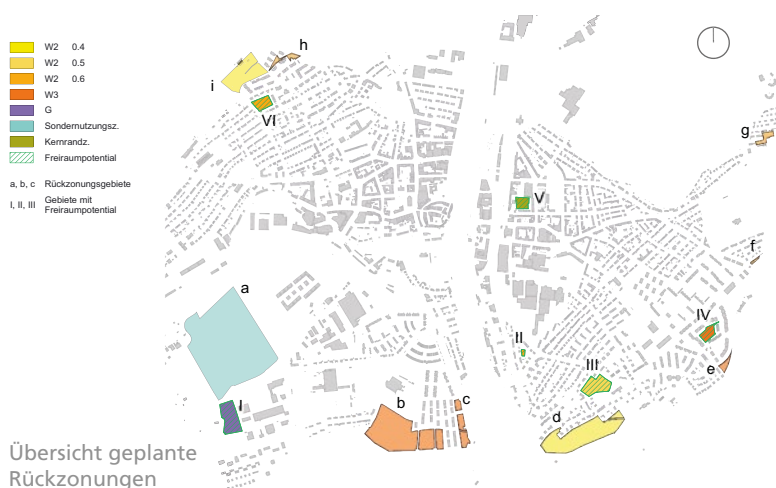 W2 0.4
W2 0.5
W2 0.6
W3
G
Sondernutzungsz.
Kernrandz.
Freiraumpotential
a, b, c Rückzonungsgebiete
I, II, III Gebiete mit
Freiraumpotential
h
i
VI
g
V
f
a
IV
II
III
e
I
b
c
d
Übersicht geplante
Rückzonungen